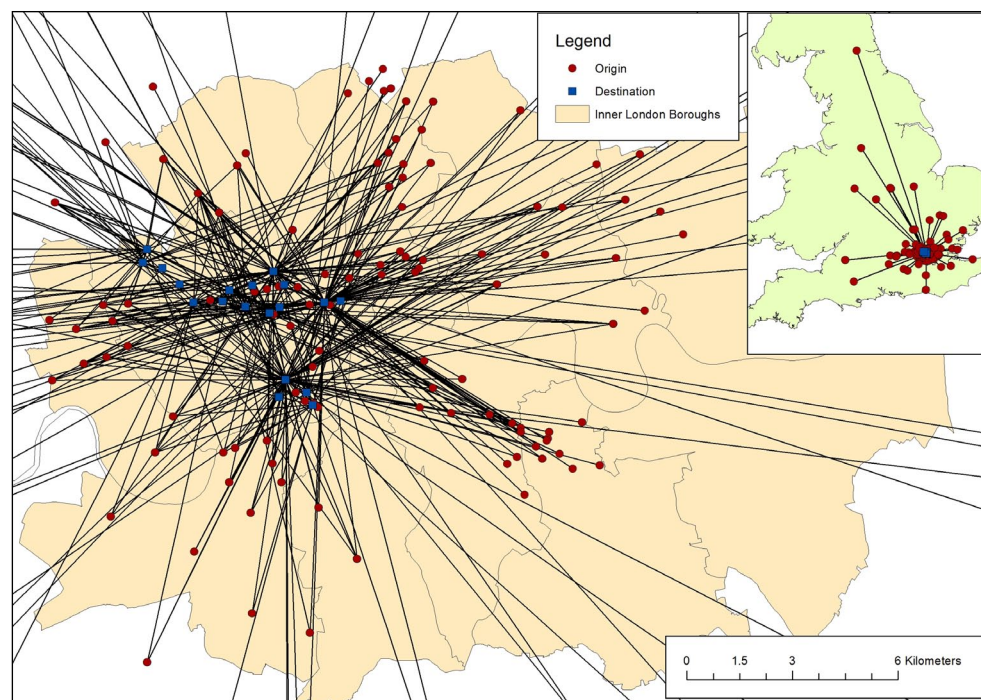 Legend
Origin
Destination
Inner London Boroughs
0 1.5 3 6 Kilometers